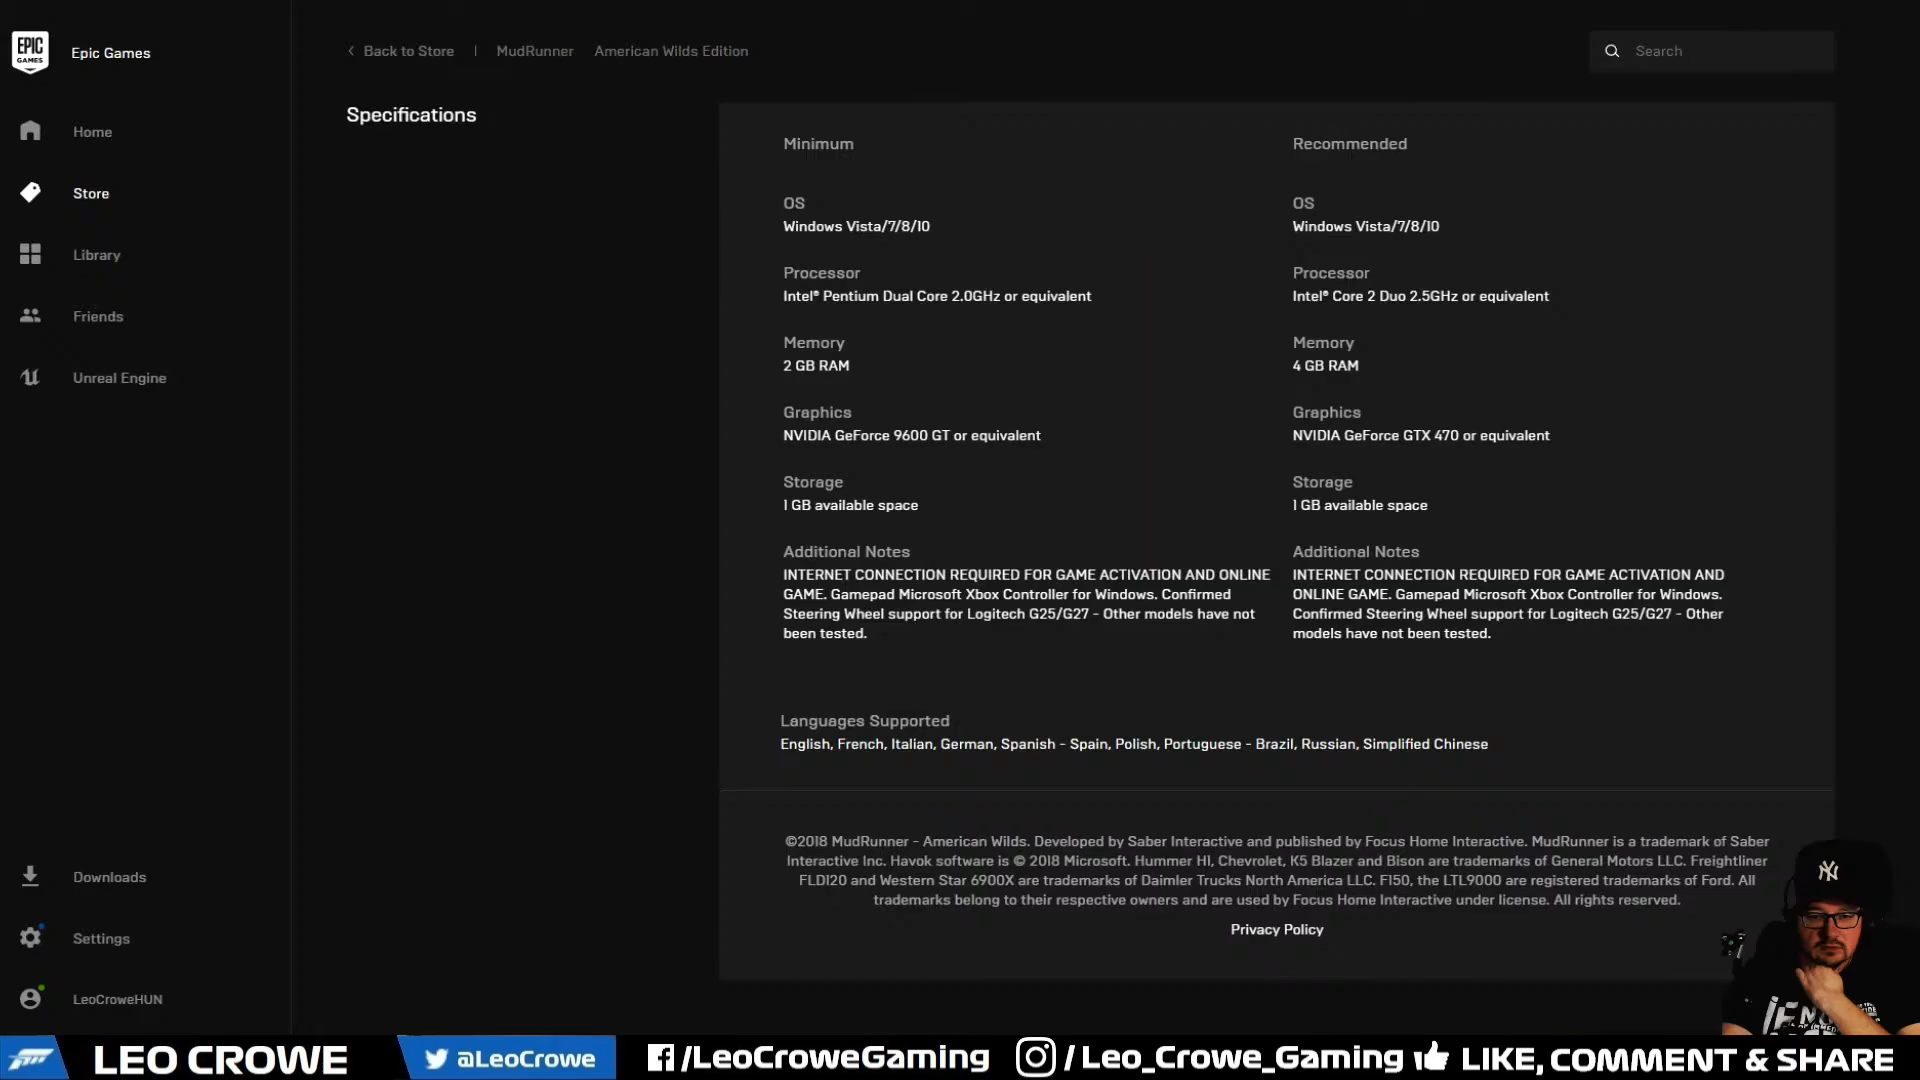 EPIC GAMES
Epic Games
Home
Store
Library
Friends
Unreal Engine
Downloads
Settings
LeoCroweHUN
Back to Store | MudRunner American Wilds Edition
Search
Specifications
Minimum
OS
Windows Vista/7/8/10
Processor
Intel® Pentium Dual Core 2.0GHz or equivalent
Memory
2 GB RAM
Graphics
NVIDIA GeForce 9600 GT or equivalent
Storage
1 GB available space
Additional Notes
INTERNET CONNECTION REQUIRED FOR GAME ACTIVATION AND ONLINE
GAME. Gamepad Microsoft Xbox Controller for Windows. Confirmed
Steering Wheel support for Logitech G25/G27 - Other models have not
been tested.
Recommended
OS
Windows Vista/7/8/10
Processor
Intel® Core 2 Duo 2.5GHz or equivalent
Memory
4 GB RAM
Graphics
NVIDIA GeForce GTX 470 or equivalent
Storage
1 GB available space
Additional Notes
INTERNET CONNECTION REQUIRED FOR GAME ACTIVATION AND
ONLINE GAME. Gamepad Microsoft Xbox Controller for Windows.
Confirmed Steering Wheel support for Logitech G25/G27 - Other
models have not been tested.
Languages Supported
English, French, Italian, German, Spanish - Spain, Polish, Portuguese - Brazil, Russian, Simplified Chinese
©2018 MudRunner - American Wilds. Developed by Saber Interactive and published by Focus Home Interactive. MudRunner is a trademark of Saber
Interactive Inc. Havok software is © 2018 Microsoft. Hummer H1, Chevrolet, K5 Blazer and Bison are trademarks of General Motors LLC. Freightliner
FLD120 and Western Star 6900X are trademarks of Daimler Trucks North America LLC. F150, the LTL9000 are registered trademarks of Ford. All
trademarks belong to their respective owners and are used by Focus Home Interactive under license. All rights reserved.
Privacy Policy
NY
LEO CROWE
@LeoCrowe
/LeoCroweGaming
/Leo_Crowe_Gaming
LIKE, COMMENT & SHARE